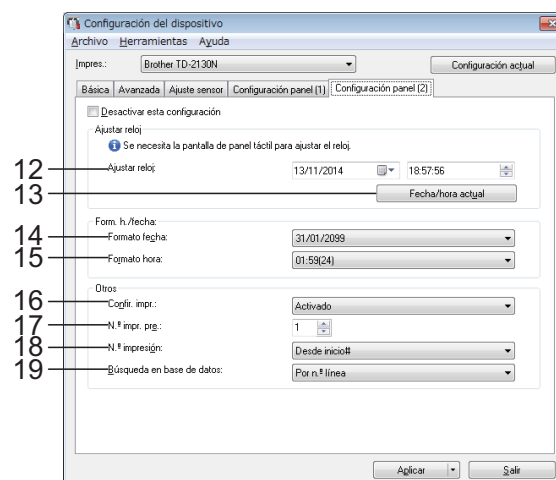 Configuración del dispositivo
Archivo Herramientas Ayuda
Impres.: Brother TD-2130N Configuración actual
Básica Avanzada Ajuste sensor Configuración panel (1) Configuración panel (2)
Desactivar esta configuración
Ajustar reloj
Se necesita la pantalla de panel táctil para ajustar el reloj.
12 Ajustar reloj: 13/11/2014 18:57:56
13 Fecha/hora actual
Form. h./fecha:
14 Formato fecha: 31/01/2099
15 Formato hora: 01:59(24)
Otros
16 Confir. impr.: Activado
17 N.º impr. pre.: 1
18 N.º impresión: Desde inicio#
19 Búsqueda en base de datos: Por n.º línea
Aplicar Salir